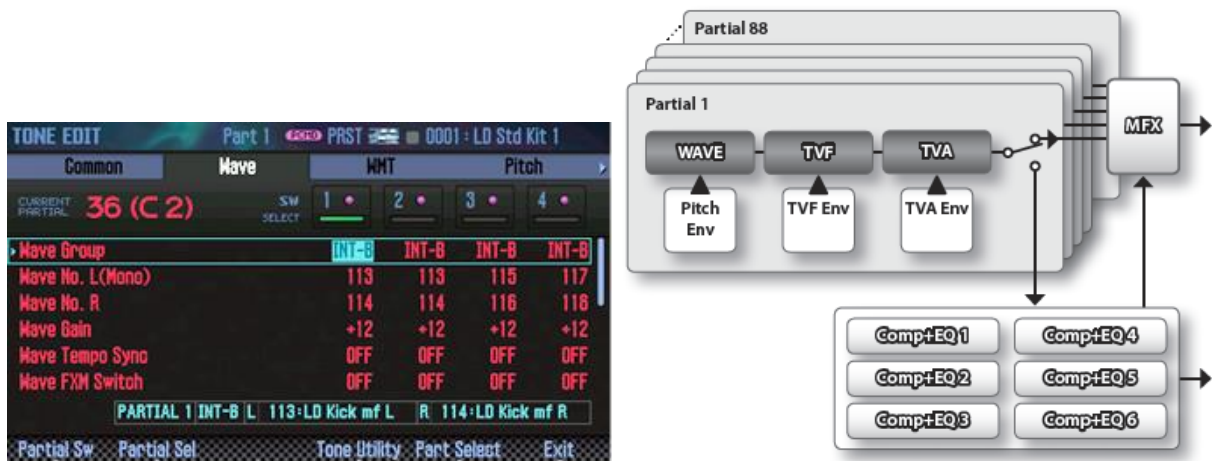 TONE EDIT Part 1 PCMD PRST 0001 : LD Std Kit 1
Common Wave WMT Pitch
CURRENT PARTIAL 36 (C 2) SW SELECT 1 2 3 4
Wave Group INT-B INT-B INT-B INT-B
Wave No. L(Mono) 113 113 115 117
Wave No. R 114 114 116 118
Wave Gain +12 +12 +12 +12
Wave Tempo Sync OFF OFF OFF OFF
Wave FXM Switch OFF OFF OFF OFF
PARTIAL 1 INT-B L 113:LD Kick mf L R 114:LD Kick mf R
Partial Sw Partial Sel Tone Utility Part Select Exit
Partial 88
Partial 1
WAVE TVF TVA
Pitch Env
TVF Env
TVA Env
MFX
Comp+EQ 1 Comp+EQ 4
Comp+EQ 2 Comp+EQ 5
Comp+EQ 3 Comp+EQ 6